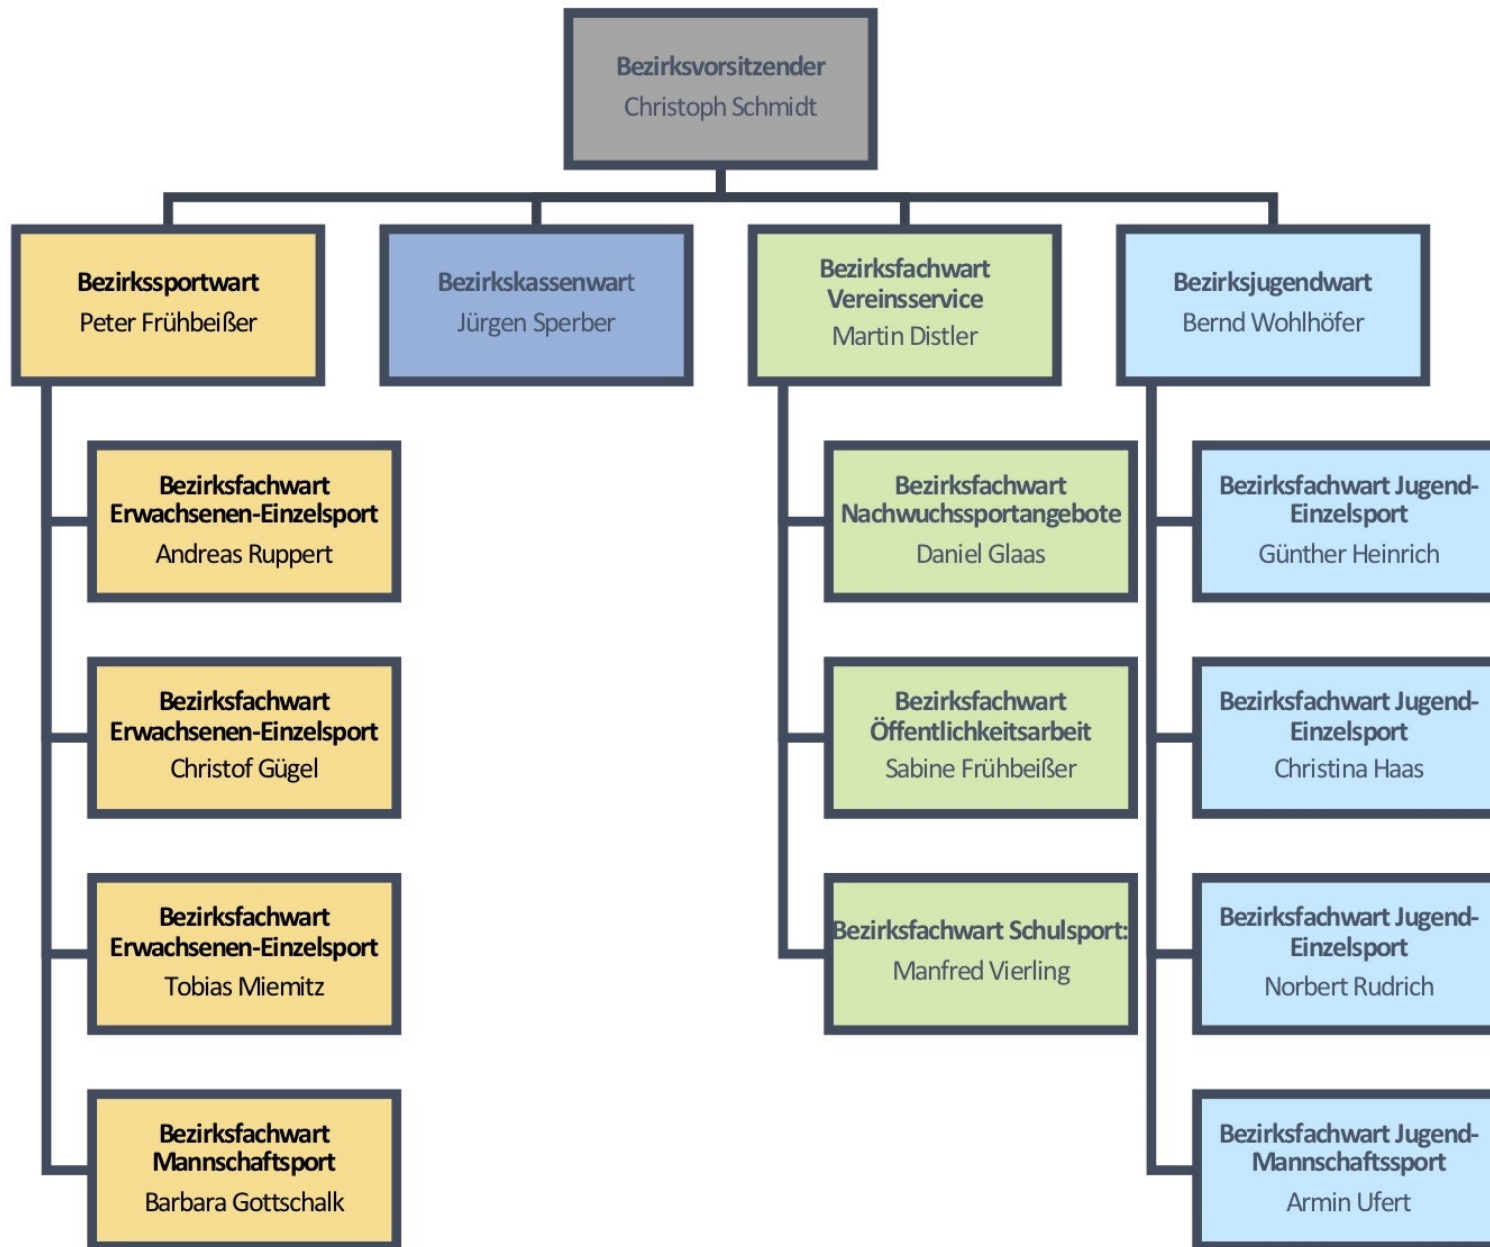 Bezirksvorsitzender
Christoph Schmidt
Bezirkssportwart
Peter Frühbeißer
Bezirkskassenwart
Jürgen Sperber
Bezirksfachwart
Vereinsservice
Martin Distler
Bezirksjugendwart
Bernd Wohlhöfer
Bezirksfachwart
Erwachsenen-Einzelsport
Andreas Ruppert
Bezirksfachwart
Erwachsenen-Einzelsport
Christof Gügel
Bezirksfachwart
Erwachsenen-Einzelsport
Tobias Miemitz
Bezirksfachwart
Mannschaftsport
Barbara Gottschalk
Bezirksfachwart
Nachwuchssportangebote
Daniel Glaas
Bezirksfachwart
Öffentlichkeitsarbeit
Sabine Frühbeißer
Bezirksfachwart Schulsport:
Manfred Vierling
Bezirksfachwart Jugend-
Einzelsport
Günther Heinrich
Bezirksfachwart Jugend-
Einzelsport
Christina Haas
Bezirksfachwart Jugend-
Einzelsport
Norbert Rudrich
Bezirksfachwart Jugend-
Mannschaftssport
Armin Ufert